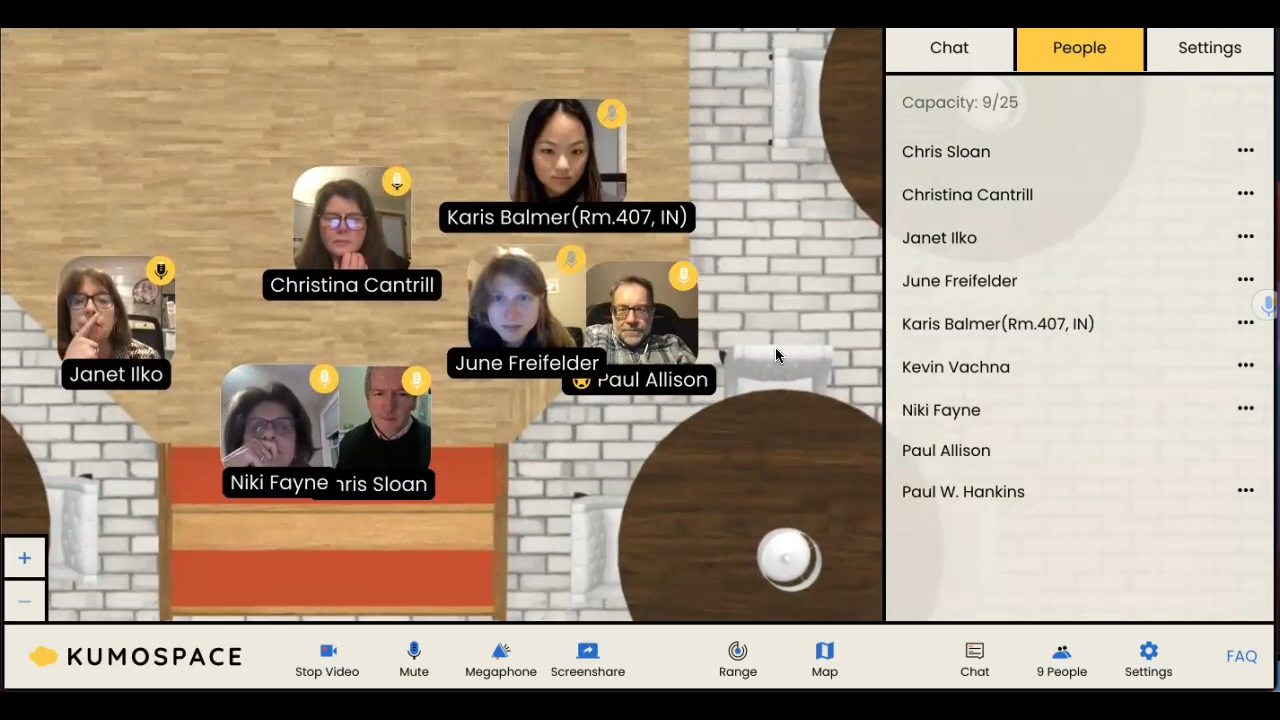 Chat
People
Settings
Capacity: 9/25
Chris Sloan
Christina Cantrill
Janet Ilko
June Freifelder
Karis Balmer(Rm.407, IN)
Kevin Vachna
Niki Fayne
Paul Allison
Paul W. Hankins
Karis Balmer(Rm.407, IN)
Christina Cantrill
June Freifelder
Janet Ilko
Paul Allison
Niki Fayne
hris Sloan
+
−
KUMOSPACE
Stop Video
Mute
Megaphone
Screenshare
Range
Map
Chat
9 People
Settings
FAQ